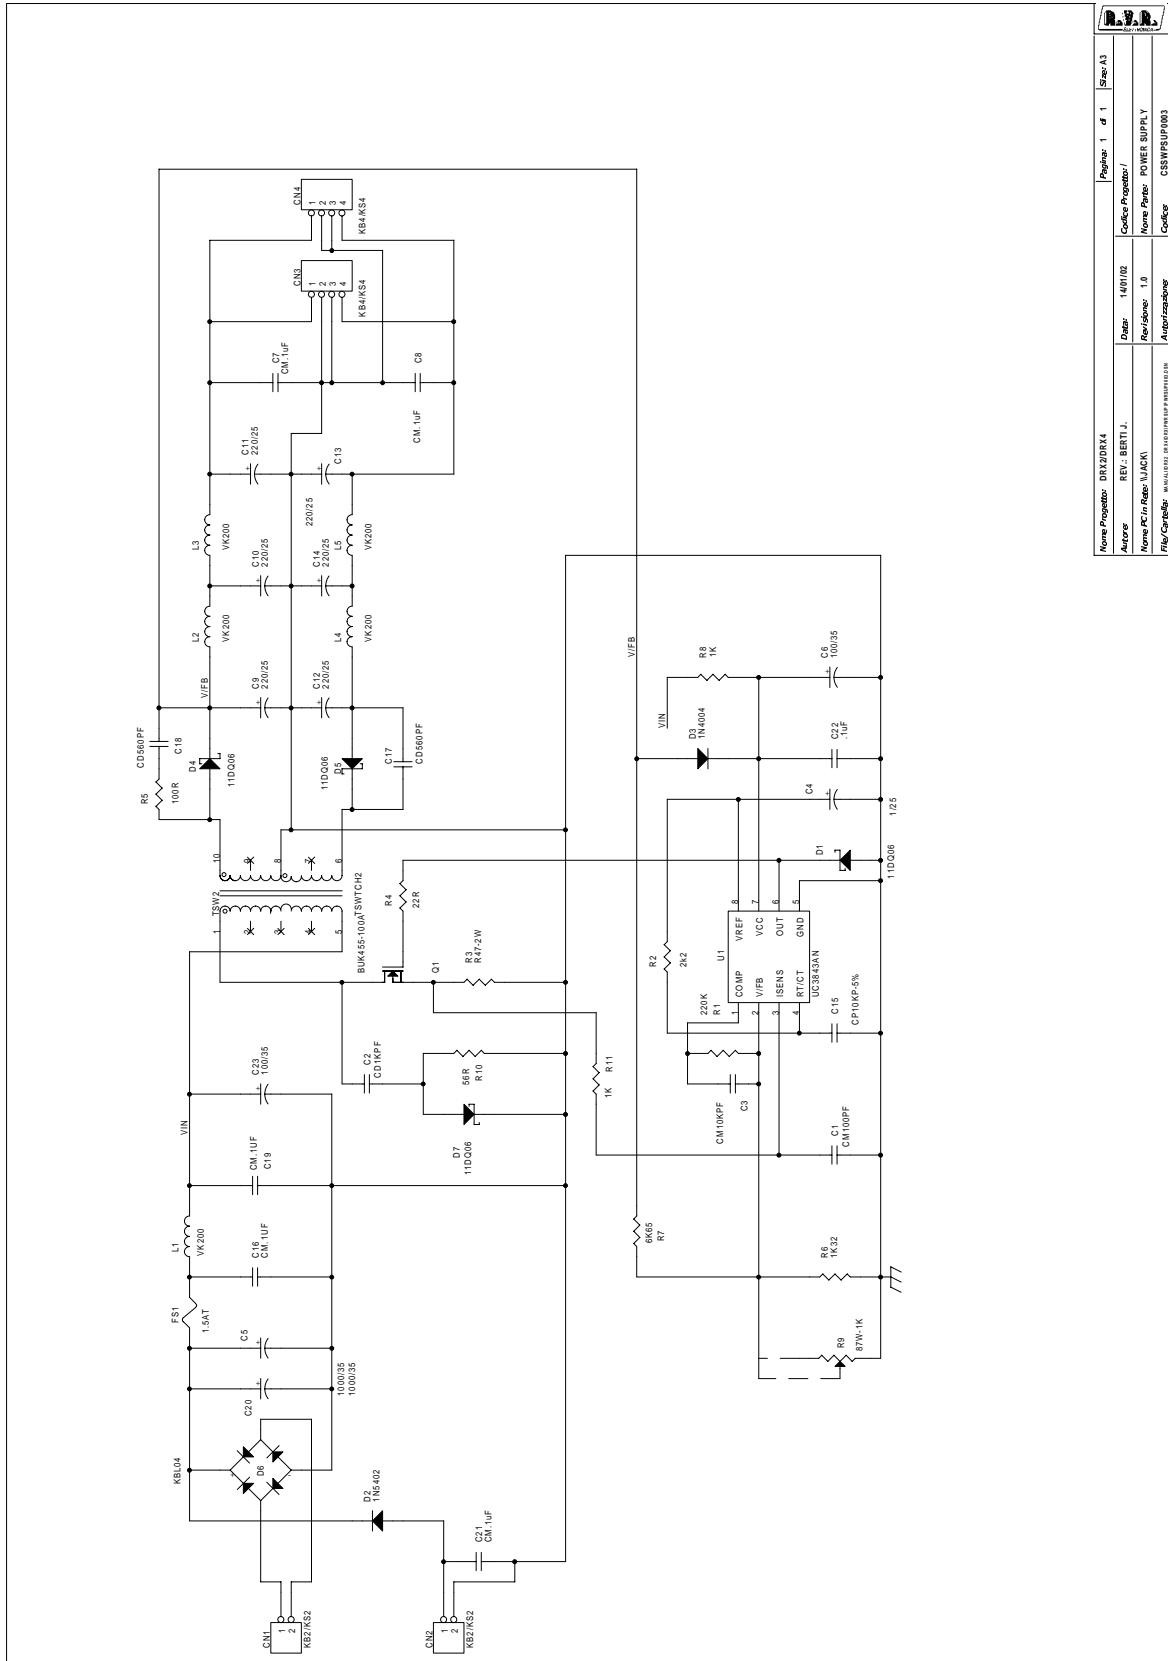 R.V.R.
ELETTRONICA
Nome Progetto: DRX2/DRX4
Pagina: 1 di 1
Size: A3
Autore: REV.: BERTI J.
Data: 14/01/02
Codice Progetto: /
Nome PC in Rete: \\JACK\
Revisione: 1.0
Nome Parte: POWER SUPPLY
File/Cartella:
Autorizzazione:
Codice: CSSWPSUP0003
CN4
1
2
3
4
KB4/KS4
CN3
1
2
3
4
KB4/KS4
C7
CM.1uF
C8
CM.1uF
C11
220/25
C13
220/25
L3
VK200
L5
VK200
C10
220/25
C14
220/25
L2
VK200
L4
VK200
V/FB
C9
220/25
C12
220/25
CD560PF
C18
R5
100R
D4
11DQ06
D5
11DQ06
C17
CD560PF
TSW2
TSWTCH2
1
2
3
4
5
10
9
8
7
6
BUK455-100A
Q1
R4
22R
R3
R47-2W
C2
CD1KPF
56R
R10
D7
11DQ06
R11
1K
VIN
C23
100/35
CM.1UF
C19
L1
VK200
C16
CM.1UF
FS1
1.5AT
C5
1000/35
1000/35
C20
KBL04
D6
+
-
D2
1N5402
C21
CM.1uF
CN1
1
2
KB2/KS2
CN2
1
2
KB2/KS2
V/FB
R8
1K
VIN
C6
100/35
D3
1N4004
C22
.1uF
C4
1/25
D1
11DQ06
R2
2k2
U1
UC3843AN
COMP
V/FB
ISENS
RT/CT
VREF
VCC
OUT
GND
1
2
3
4
8
7
6
5
220K
R1
CM10KPF
C3
C15
CP10KP-5%
C1
CM100PF
6K65
R7
R6
1K32
R9
87W-1K